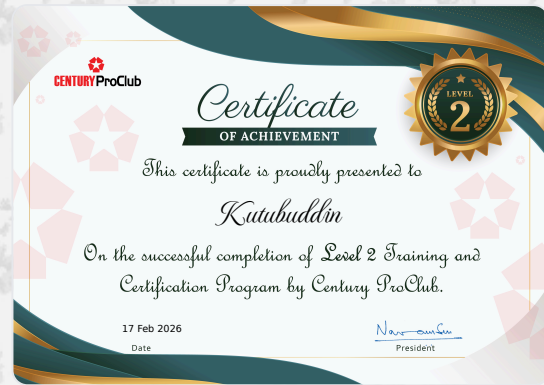 CENTURY ProClub
Certificate
OF ACHIEVEMENT
LEVEL
2
This certificate is proudly presented to
Kutubuddin
On the successful completion of Level 2 Training and
Certification Program by Century ProClub.
17 Feb 2026
Date
President